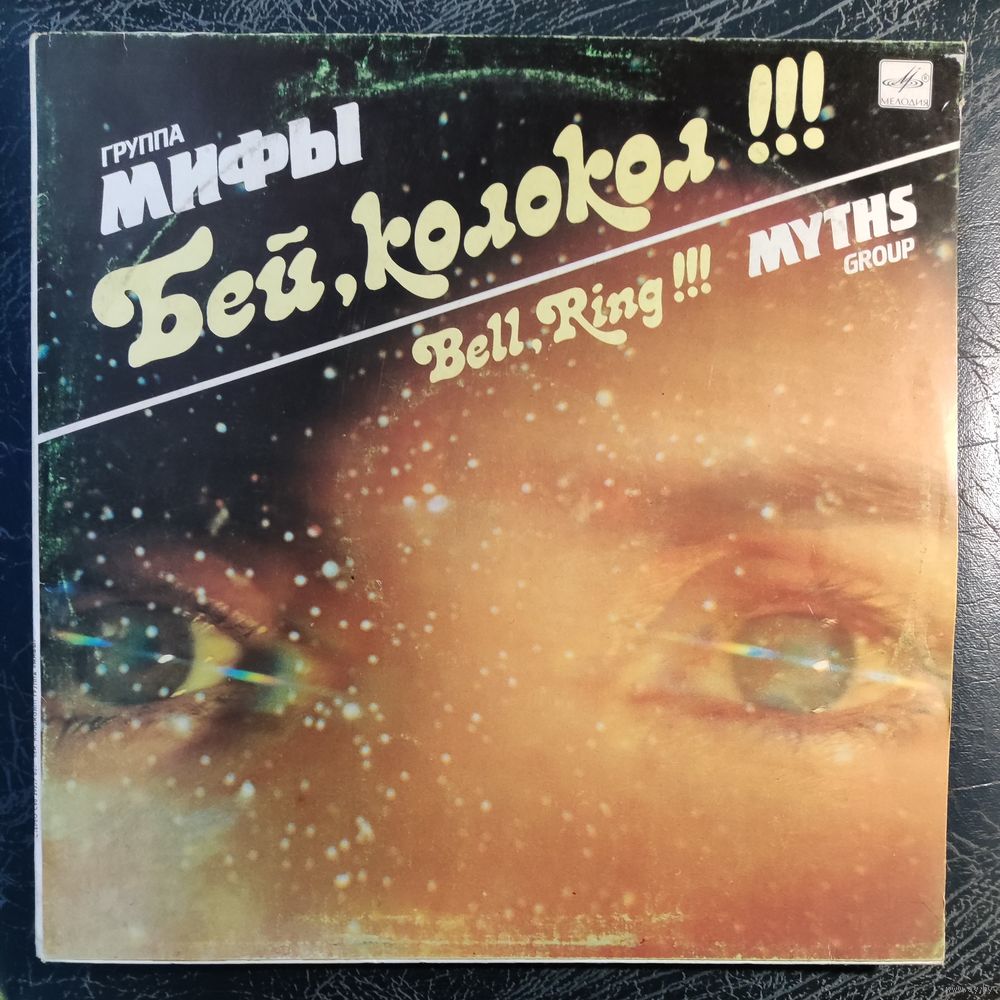 ГРУППА
МИФЫ
Бей, колокол !!!
МЕЛОДИЯ
Bell, Ring !!!
MYTHS
GROUP